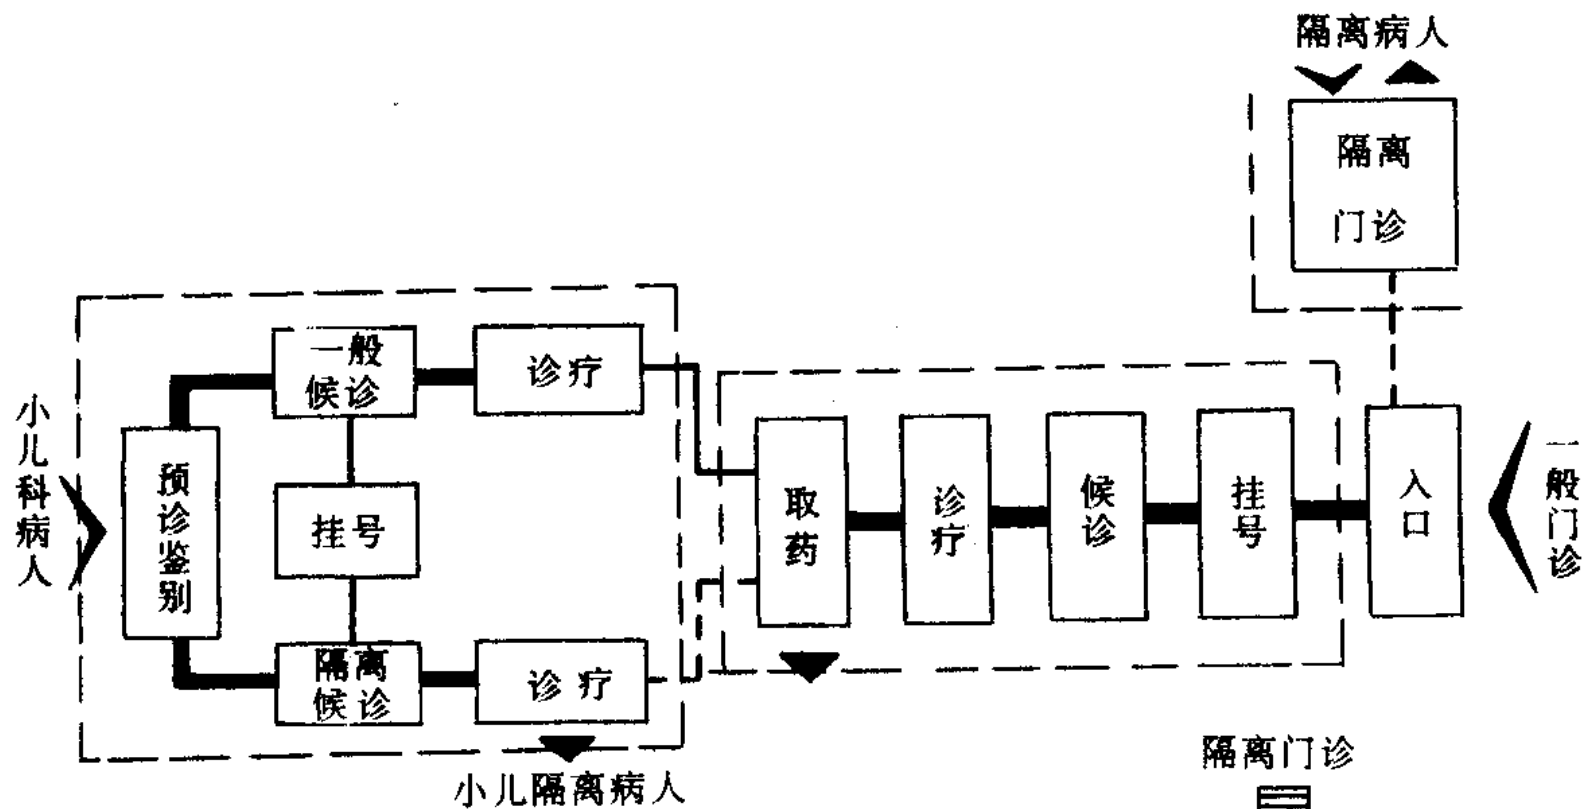 隔离病人
隔离
门诊
一般
候诊
诊疗
小儿科病人
预诊鉴别
挂号
取药
诊疗
候诊
挂号
入口
一般门诊
隔离
候诊
诊疗
小儿隔离病人
隔离门诊